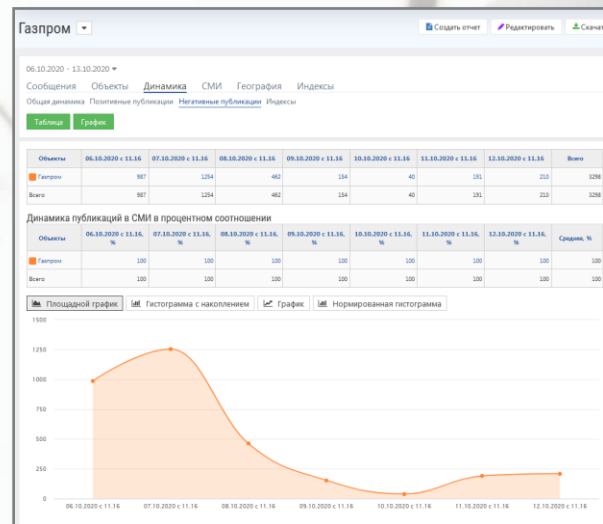 Газпром
Создать отчет Редактировать Скачат
06.10.2020 - 13.10.2020
Сообщения Объекты Динамика СМИ География Индексы
Общая динамика Позитивные публикации Негативные публикации Индексы
Таблица График
Объекты 06.10.2020 с 11.16 07.10.2020 с 11.16 08.10.2020 с 11.16 09.10.2020 с 11.16 10.10.2020 с 11.16 11.10.2020 с 11.16 12.10.2020 с 11.16 Всего
Газпром 987 1254 462 154 40 191 210 3298
Всего 987 1254 462 154 40 191 210 3298
Динамика публикаций в СМИ в процентном соотношении
Объекты 06.10.2020 с 11.16, % 07.10.2020 с 11.16, % 08.10.2020 с 11.16, % 09.10.2020 с 11.16, % 10.10.2020 с 11.16, % 11.10.2020 с 11.16, % 12.10.2020 с 11.16, % Среднее, %
Газпром 100 100 100 100 100 100 100 100
Всего 100 100 100 100 100 100 100 100
Площадной график Гистограмма с накоплением График Нормированная гистограмма
1500
1250
1000
750
500
250
0
06.10.2020 с 11.16 07.10.2020 с 11.16 08.10.2020 с 11.16 09.10.2020 с 11.16 10.10.2020 с 11.16 11.10.2020 с 11.16 12.10.2020 с 11.16